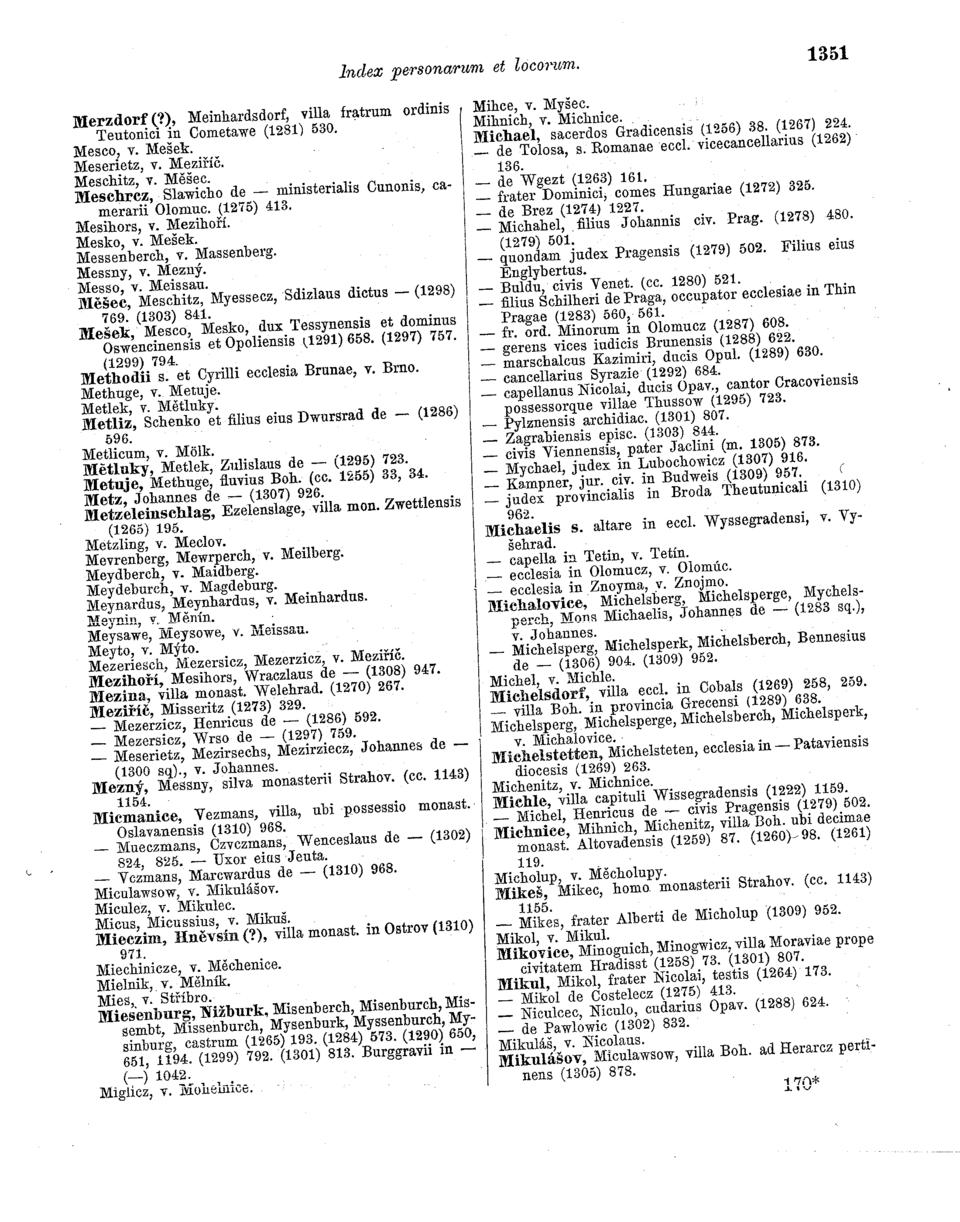 Index personarum et locorum.
1351
Merzdorf (?), Meinhardsdorf, villa fratrum ordinis
Teutonici in Cometawe (1281) 530.
Mesco, v. Mešek.
Meserietz, v. Meziříč.
Meschitz, v. Měšec.
Meschrcz, Slawicho de — ministerialis Cunonis, ca-
merarii Olomuc. (1275) 413.
Mesihors, v. Mezihoří.
Mesko, v. Mešek.
Messenberch, v. Massenberg.
Messny, v. Mezný.
Messo, v. Meissau.
Měšec, Meschitz, Myessecz, Sdizlaus dictus — (1298)
769. (1303) 841.
Mešek, Mesco, Mesko, dux Tessynensis et dominus
Oswencinensis et Opoliensis (1291) 658. (1297) 757.
(1299) 794.
Methodii s. et Cyrilli ecclesia Brunae, v. Brno.
Methuge, v. Metuje.
Metlek, v. Mětluky.
Metliz, Schenko et filius eius Dwursrad de — (1286)
596.
Metlicum, v. Mölk.
Mětluky, Metlek, Zulislaus de — (1295) 723.
Metuje, Methuge, fluvius Boh. (cc. 1255) 33, 34.
Metz, Johannes de — (1307) 926.
Metzeleinschlag, Ezelenslage, villa mon. Zwettlensis
(1265) 195.
Metzling, v. Meclov.
Mevrenberg, Mewrperch, v. Meilberg.
Meydberch, v. Maidberg.
Meydeburch, v. Magdeburg.
Meynardus, Meynhardus, v. Meinhardus.
Meynin, v. Měnín.
Meysawe, Meysowe, v. Meissau.
Meyto, v. Mýto.
Mezeriesch, Mezersicz, Mezerzicz, v. Meziříč.
Mezihoří, Mesihors, Wraczlaus de — (1308) 947.
Mezina, villa monast. Welehrad. (1270) 267.
Meziříč, Misseritz (1273) 329.
— Mezerzicz, Henricus de — (1286) 592.
— Mezersicz, Wrso de — (1297) 759.
— Meserietz, Mezirsechs, Mezirziecz, Johannes de —
(1300 sq)., v. Johannes.
Mezný, Messny, silva monasterii Strahov. (cc. 1143)
1154.
Micmanice, Vezmans, villa, ubi possessio monast.
Oslavanensis (1310) 968.
— Mueczmans, Czvczmans, Wenceslaus de — (1302)
824, 825. — Uxor eius Jeuta.
— Vczmans, Marcwardus de — (1310) 968.
Miculawsow, v. Mikulášov.
Miculez, v. Mikulec.
Micus, Micussius, v. Mikuš.
Mieczim, Hněvsín (?), villa monast. in Ostrov (1310)
971.
Miechinicze, v. Měchenice.
Mielnik, v. Mělník.
Mies, v. Stříbro.
Miesenburg, Nižburk, Misenberch, Misenburch, Mis-
sembt, Missenburch, Mysenburk, Myssenburch, My-
sinburg, castrum (1265) 193. (1284) 573. (1290) 650,
651, 1194. (1299) 792. (1301) 813. Burggravii in —
(—) 1042.
Miglicz, v. Mohelnice.
Mihce, v. Myšec.
Mihnich, v. Michnice.
Michael, sacerdos Gradicensis (1256) 38. (1267) 224.
— de Tolosa, s. Romanae eccl. vicecancellarius (1262)
136.
— de Wgezt (1263) 161.
— frater Dominici, comes Hungariae (1272) 325.
— de Brez (1274) 1227.
— Michahel, filius Johannis civ. Prag. (1278) 480.
(1279) 501.
— quondam judex Pragensis (1279) 502. Filius eius
Englybertus.
— Buldu, civis Venet. (cc. 1280) 521.
— filius Schilheri de Praga, occupator ecclesiae in Thin
Pragae (1283) 560, 561.
— fr. ord. Minorum in Olomucz (1287) 608.
— gerens vices iudicis Brunensis (1288) 622.
— marschalcus Kazimiri, ducis Opul. (1289) 630.
— cancellarius Syrazie (1292) 684.
— capellanus Nicolai, ducis Opav., cantor Cracoviensis
possessorque villae Thussow (1295) 723.
— Pylznensis archidiac. (1301) 807.
— Zagrabiensis episc. (1303) 844.
— civis Viennensis, pater Jaclini (m. 1305) 873.
— Mychael, judex in Lubochowicz (1307) 916.
— Kampner, jur. civ. in Budweis (1309) 957.
— judex provincialis in Broda Theutunicali (1310)
962.
Michaelis s. altare in eccl. Wyssegradensi, v. Vy-
šehrad.
— capella in Tetin, v. Tetín.
— ecclesia in Olomucz, v. Olomúc.
— ecclesia in Znoyma, v. Znojmo.
Michalovice, Michelsberg, Michelsperge, Mychels-
perch, Mons Michaelis, Johannes de — (1283 sq.),
v. Johannes.
— Michelsperg, Michelsperk, Michelsberch, Bennesius
de — (1306) 904. (1309) 952.
Michel, v. Michle.
Michelsdorf, villa eccl. in Cobals (1269) 258, 259.
— villa Boh. in provincia Grecensi (1289) 638.
Michelsperg, Michelsperge, Michelsberch, Michelsperk,
v. Michalovice.
Michelstetten, Michelsteten, ecclesia in — Pataviensis
diocesis (1269) 263.
Michenitz, v. Michnice.
Michle, villa capituli Wissegradensis (1222) 1159.
— Michel, Henricus de — civis Pragensis (1279) 502.
Michnice, Mihnich, Michenitz, villa Boh. ubi decimae
monast. Altovadensis (1259) 87. (1260) 98. (1261)
119.
Micholup, v. Měcholupy.
Mikeš, Mikec, homo monasterii Strahov. (cc. 1143)
1155.
— Mikes, frater Alberti de Micholup (1309) 952.
Mikol, v. Mikul.
Mikovice, Minoguich, Minogwicz, villa Moraviae prope
civitatem Hradisst (1258) 73. (1301) 807.
Mikul, Mikol, frater Nicolai, testis (1264) 173.
— Mikol de Costelecz (1275) 413.
— Niculcec, Niculo, cudarius Opav. (1288) 624.
— de Pawlowic (1302) 832.
Mikuláš, v. Nicolaus.
Mikulášov, Miculawsow, villa Boh. ad Herarcz perti-
nens (1305) 878.
170*